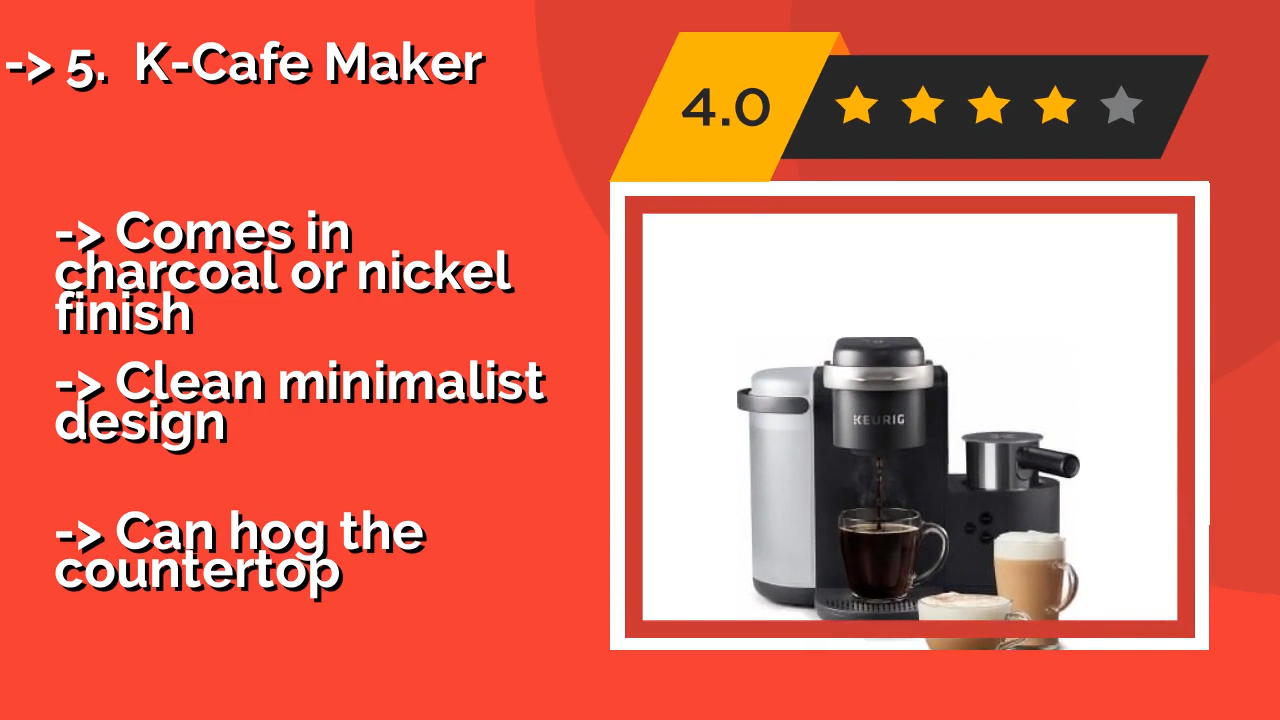 -> 5.  K-Cafe Maker
4.0
-> Comes in
charcoal or nickel
finish
-> Clean minimalist
design
-> Can hog the
countertop
KEURIG